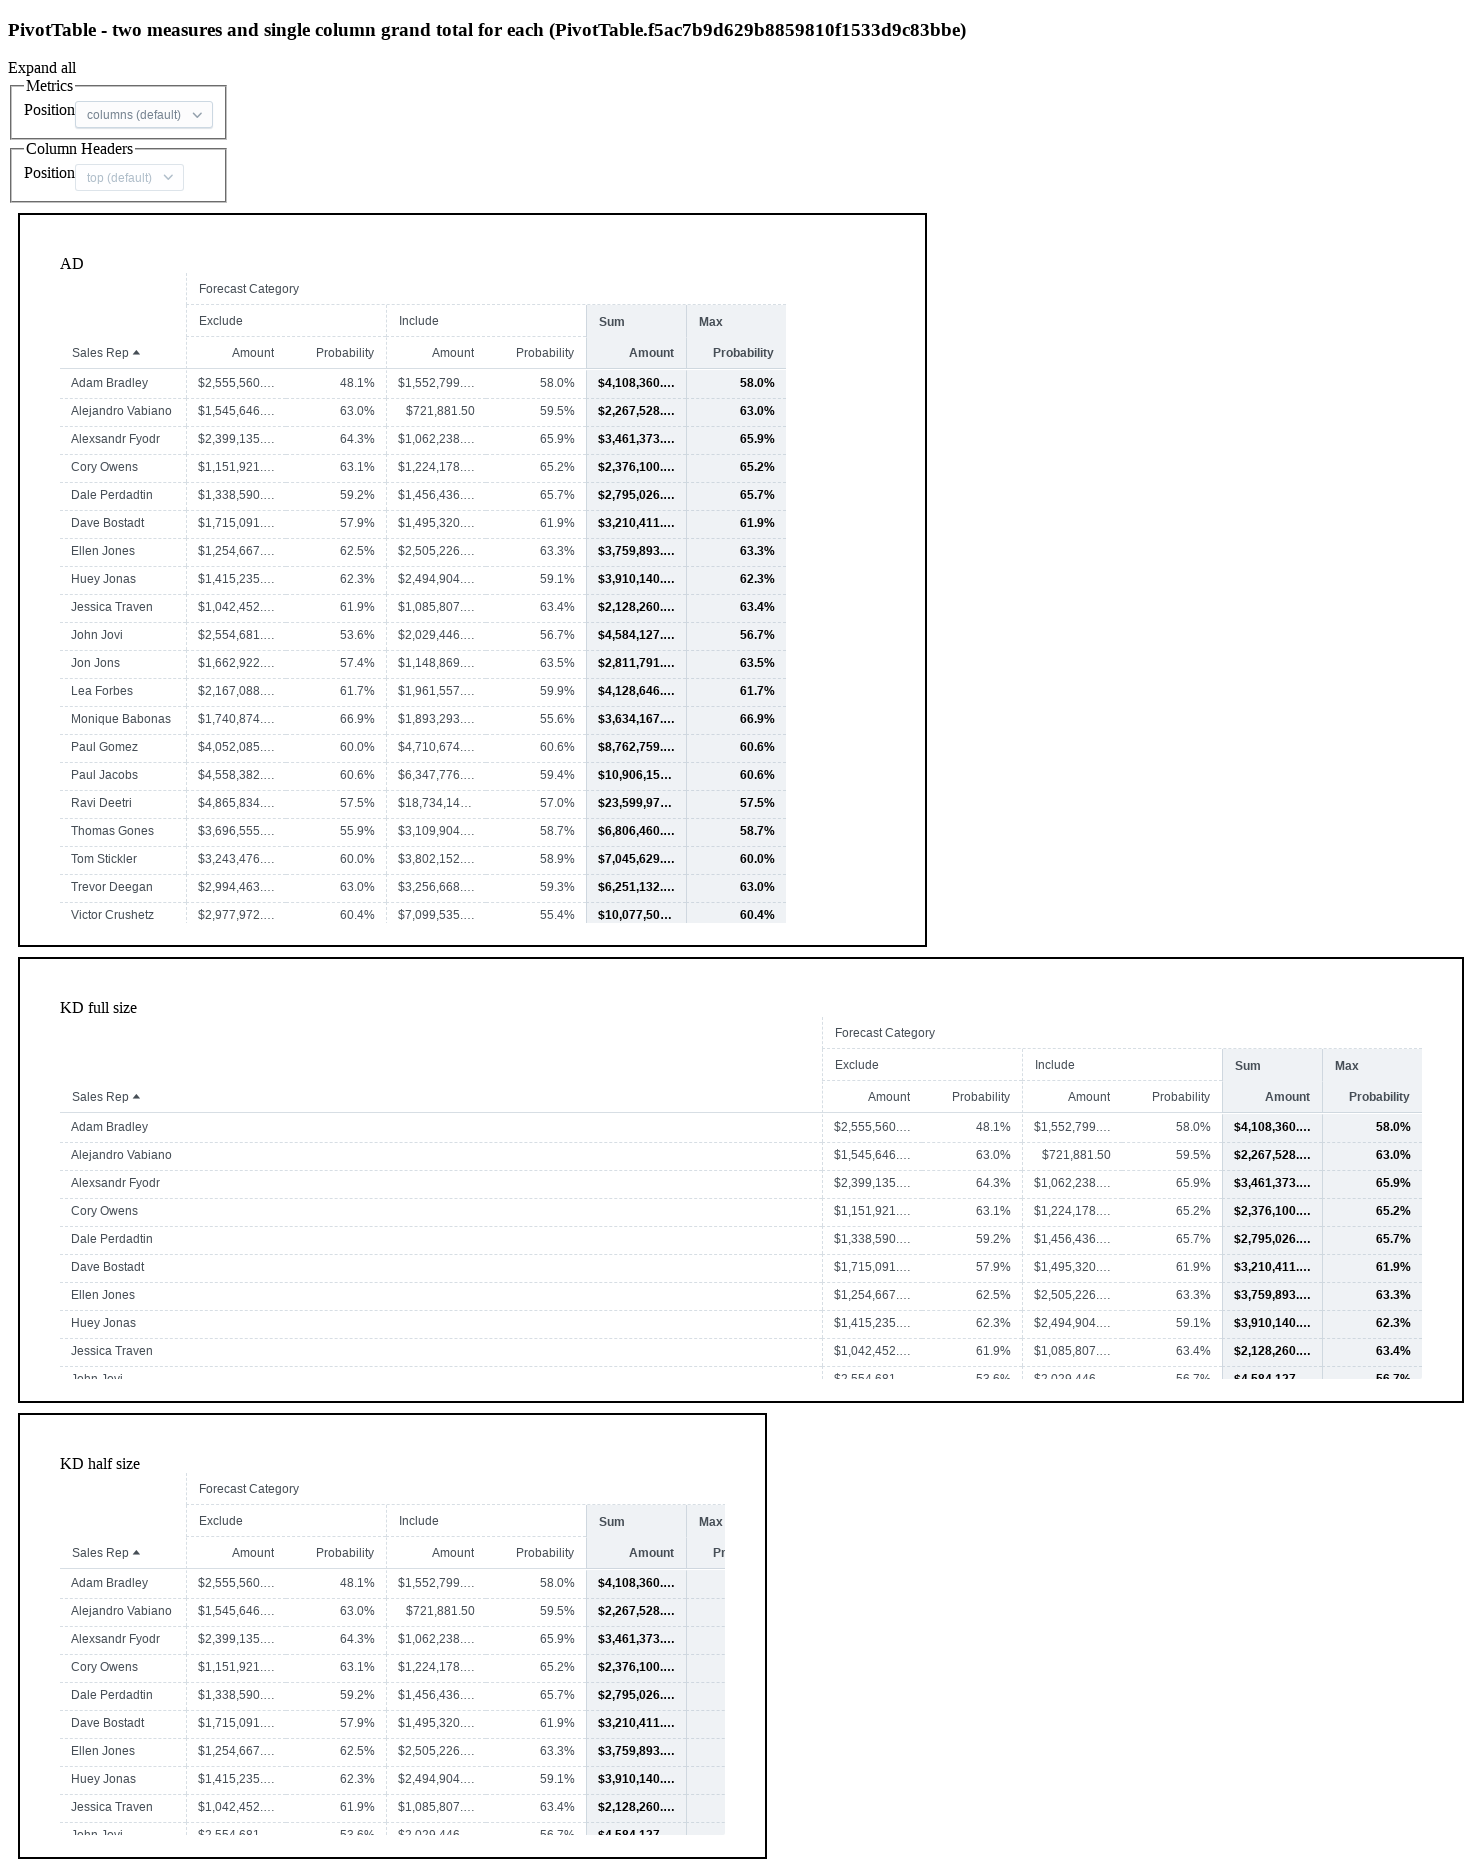 PivotTable - two measures and single column grand total for each (PivotTable.f5ac7b9d629b8859810f1533d9c83bbe)
Expand all
Metrics
Position columns (default)
Column Headers
Position top (default)
AD
Forecast Category
Exclude Include Sum Max
Sales Rep Amount Probability Amount Probability Amount Probability
Adam Bradley $2,555,560.… 48.1% $1,552,799.… 58.0% $4,108,360.… 58.0%
Alejandro Vabiano $1,545,646.… 63.0% $721,881.50 59.5% $2,267,528.… 63.0%
Alexsandr Fyodr $2,399,135.… 64.3% $1,062,238.… 65.9% $3,461,373.… 65.9%
Cory Owens $1,151,921.… 63.1% $1,224,178.… 65.2% $2,376,100.… 65.2%
Dale Perdadtin $1,338,590.… 59.2% $1,456,436.… 65.7% $2,795,026.… 65.7%
Dave Bostadt $1,715,091.… 57.9% $1,495,320.… 61.9% $3,210,411.… 61.9%
Ellen Jones $1,254,667.… 62.5% $2,505,226.… 63.3% $3,759,893.… 63.3%
Huey Jonas $1,415,235.… 62.3% $2,494,904.… 59.1% $3,910,140.… 62.3%
Jessica Traven $1,042,452.… 61.9% $1,085,807.… 63.4% $2,128,260.… 63.4%
John Jovi $2,554,681.… 53.6% $2,029,446.… 56.7% $4,584,127.… 56.7%
Jon Jons $1,662,922.… 57.4% $1,148,869.… 63.5% $2,811,791.… 63.5%
Lea Forbes $2,167,088.… 61.7% $1,961,557.… 59.9% $4,128,646.… 61.7%
Monique Babonas $1,740,874.… 66.9% $1,893,293.… 55.6% $3,634,167.… 66.9%
Paul Gomez $4,052,085.… 60.0% $4,710,674.… 60.6% $8,762,759.… 60.6%
Paul Jacobs $4,558,382.… 60.6% $6,347,776.… 59.4% $10,906,15… 60.6%
Ravi Deetri $4,865,834.… 57.5% $18,734,14… 57.0% $23,599,97… 57.5%
Thomas Gones $3,696,555.… 55.9% $3,109,904.… 58.7% $6,806,460.… 58.7%
Tom Stickler $3,243,476.… 60.0% $3,802,152.… 58.9% $7,045,629.… 60.0%
Trevor Deegan $2,994,463.… 63.0% $3,256,668.… 59.3% $6,251,132.… 63.0%
Victor Crushetz $2,977,972.… 60.4% $7,099,535.… 55.4% $10,077,50… 60.4%
KD full size
Forecast Category
Exclude Include Sum Max
Sales Rep Amount Probability Amount Probability Amount Probability
Adam Bradley $2,555,560.… 48.1% $1,552,799.… 58.0% $4,108,360.… 58.0%
Alejandro Vabiano $1,545,646.… 63.0% $721,881.50 59.5% $2,267,528.… 63.0%
Alexsandr Fyodr $2,399,135.… 64.3% $1,062,238.… 65.9% $3,461,373.… 65.9%
Cory Owens $1,151,921.… 63.1% $1,224,178.… 65.2% $2,376,100.… 65.2%
Dale Perdadtin $1,338,590.… 59.2% $1,456,436.… 65.7% $2,795,026.… 65.7%
Dave Bostadt $1,715,091.… 57.9% $1,495,320.… 61.9% $3,210,411.… 61.9%
Ellen Jones $1,254,667.… 62.5% $2,505,226.… 63.3% $3,759,893.… 63.3%
Huey Jonas $1,415,235.… 62.3% $2,494,904.… 59.1% $3,910,140.… 62.3%
Jessica Traven $1,042,452.… 61.9% $1,085,807.… 63.4% $2,128,260.… 63.4%
John Jovi $2,554,681.… 53.6% $2,029,446.… 56.7% $4,584,127.… 56.7%
KD half size
Forecast Category
Exclude Include Sum Max
Sales Rep Amount Probability Amount Probability Amount Pr
Adam Bradley $2,555,560.… 48.1% $1,552,799.… 58.0% $4,108,360.…
Alejandro Vabiano $1,545,646.… 63.0% $721,881.50 59.5% $2,267,528.…
Alexsandr Fyodr $2,399,135.… 64.3% $1,062,238.… 65.9% $3,461,373.…
Cory Owens $1,151,921.… 63.1% $1,224,178.… 65.2% $2,376,100.…
Dale Perdadtin $1,338,590.… 59.2% $1,456,436.… 65.7% $2,795,026.…
Dave Bostadt $1,715,091.… 57.9% $1,495,320.… 61.9% $3,210,411.…
Ellen Jones $1,254,667.… 62.5% $2,505,226.… 63.3% $3,759,893.…
Huey Jonas $1,415,235.… 62.3% $2,494,904.… 59.1% $3,910,140.…
Jessica Traven $1,042,452.… 61.9% $1,085,807.… 63.4% $2,128,260.…
John Jovi $2,554,681.… 53.6% $2,029,446.… 56.7% $4,584,127.…